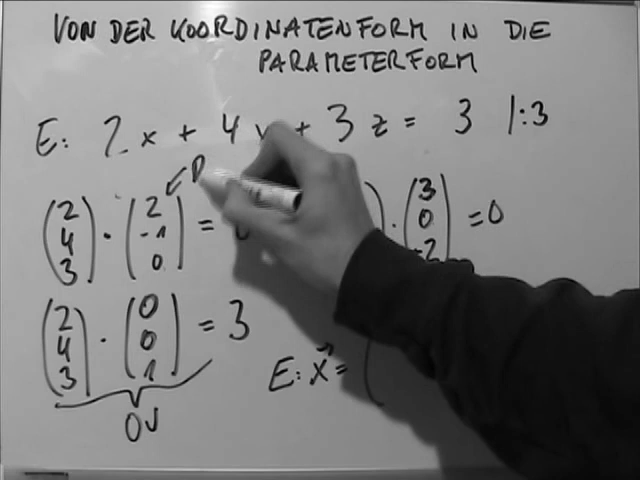 VON DER KOORDINATENFORM IN DIE
PARAMETERFORM
E: 2x + 4y + 3z = 3 |:3
(2 4 3) · (2 -1 0) =
) · (3 0 -2) = 0
(2 4 3) · (0 0 1) = 3
E: x⃗ = (
OV